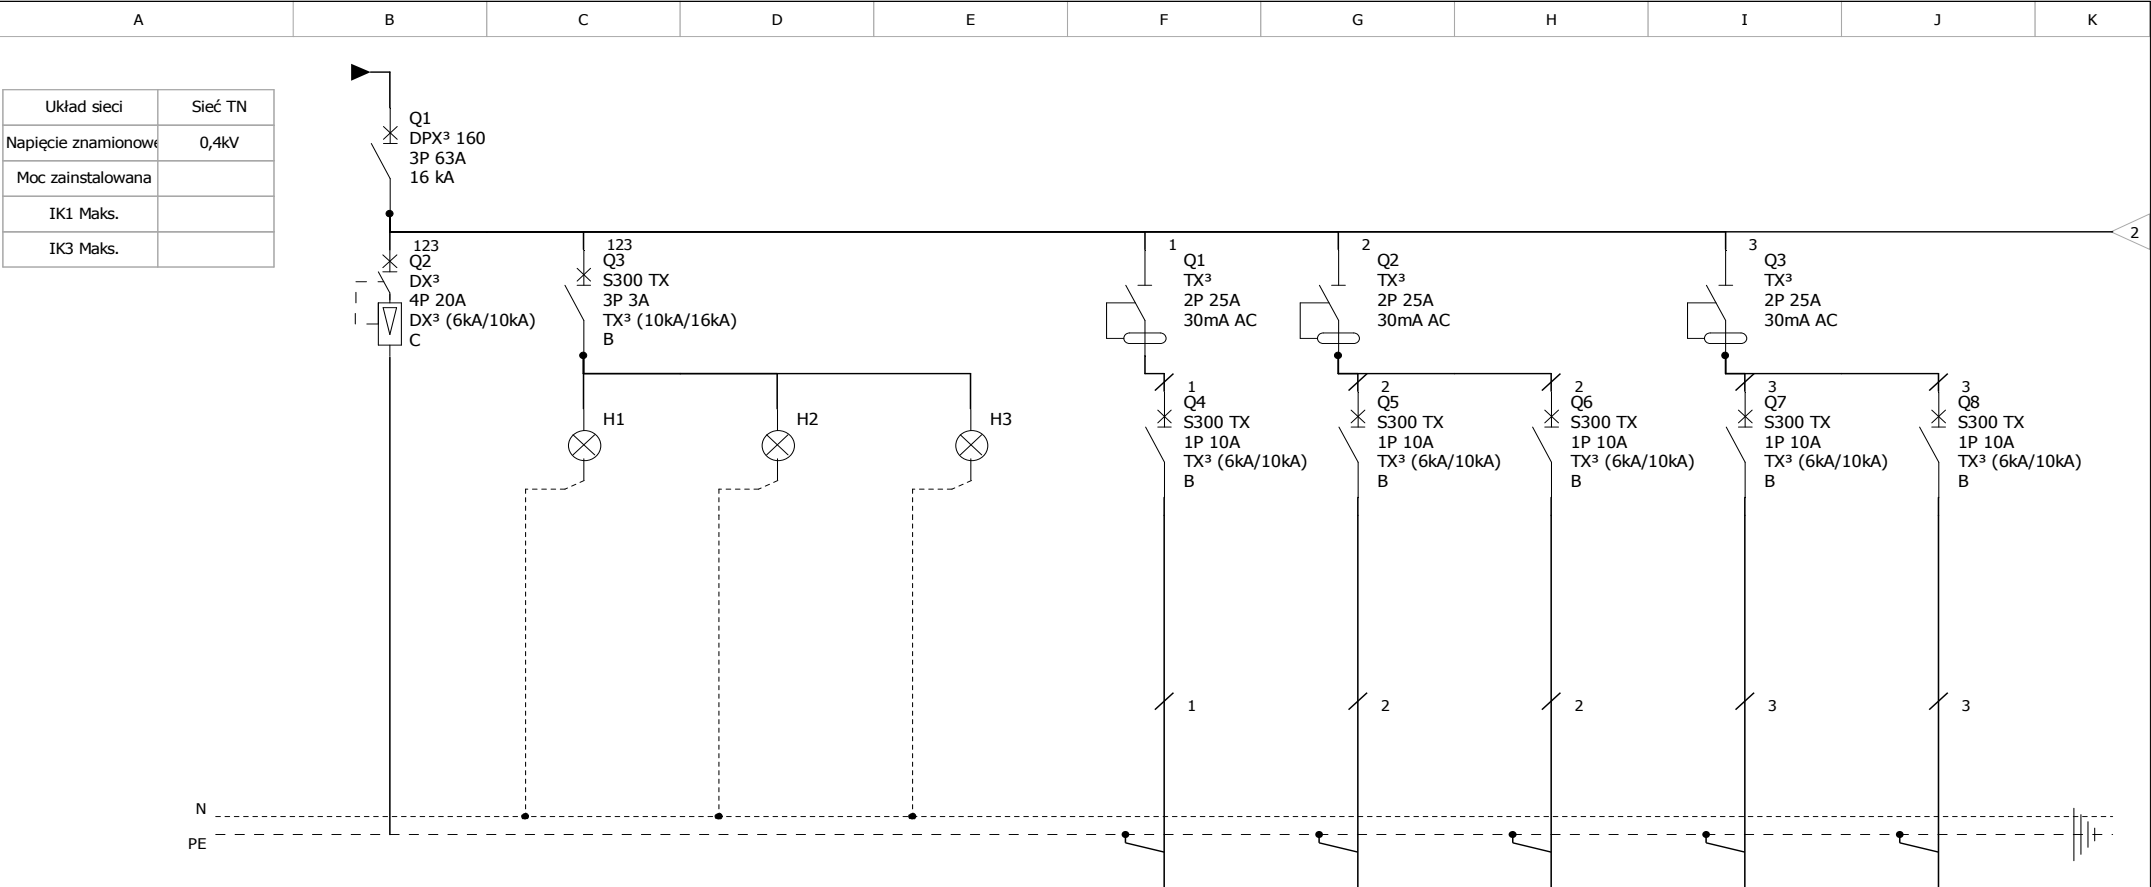 A B C D E F G H I J K
Układ sieci Sieć TN
Napięcie znamionowe 0,4kV
Moc zainstalowana
IK1 Maks.
IK3 Maks.
Q1
DPX³ 160
3P 63A
16 kA
2
123
Q2
DX³
4P 20A
DX³ (6kA/10kA)
C
123
Q3
S300 TX
3P 3A
TX³ (10kA/16kA)
B
H1
H2
H3
1
Q1
TX³
2P 25A
30mA AC
2
Q2
TX³
2P 25A
30mA AC
3
Q3
TX³
2P 25A
30mA AC
1
Q4
S300 TX
1P 10A
TX³ (6kA/10kA)
B
2
Q5
S300 TX
1P 10A
TX³ (6kA/10kA)
B
2
Q6
S300 TX
1P 10A
TX³ (6kA/10kA)
B
3
Q7
S300 TX
1P 10A
TX³ (6kA/10kA)
B
3
Q8
S300 TX
1P 10A
TX³ (6kA/10kA)
B
1
2
2
3
3
N
PE